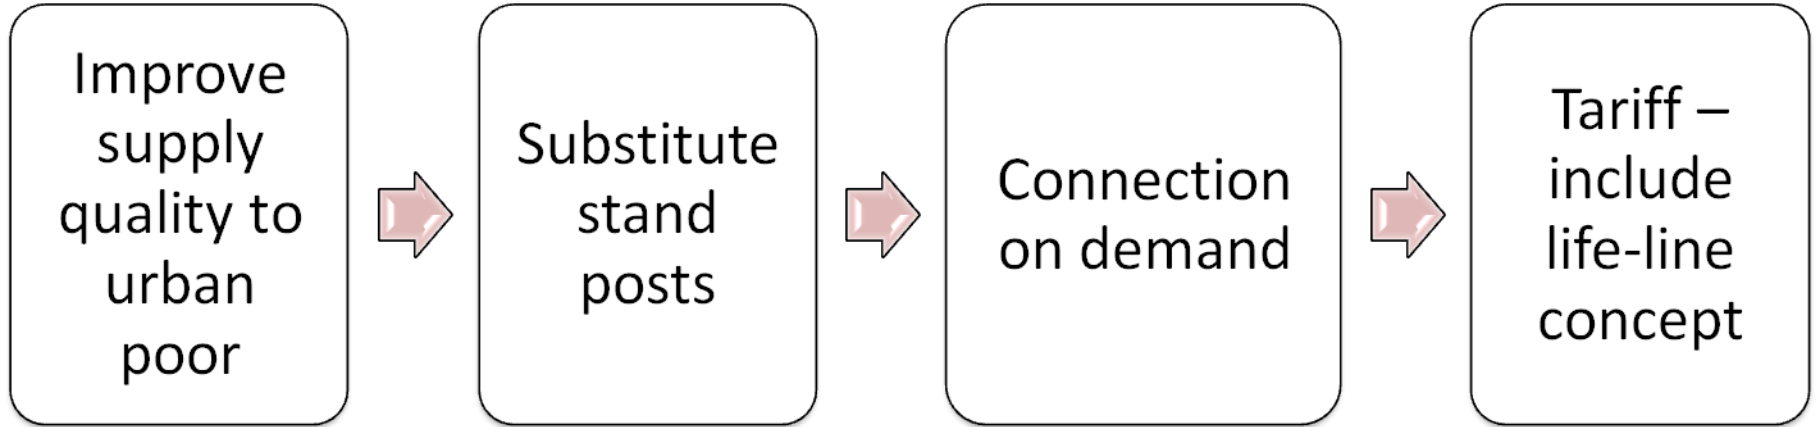 Improve
supply
quality to
urban
poor
Substitute
stand
posts
Connection
on demand
Tariff –
include
life-line
concept